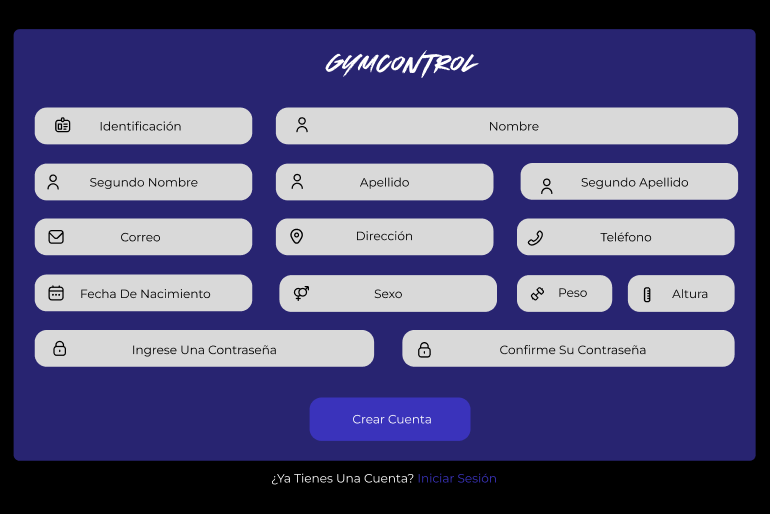 GYMCONTROL
Identificación
Nombre
Segundo Nombre
Apellido
Segundo Apellido
Correo
Dirección
Teléfono
Fecha De Nacimiento
Sexo
Peso
Altura
Ingrese Una Contraseña
Confirme Su Contraseña
Crear Cuenta
¿Ya Tienes Una Cuenta? Iniciar Sesión